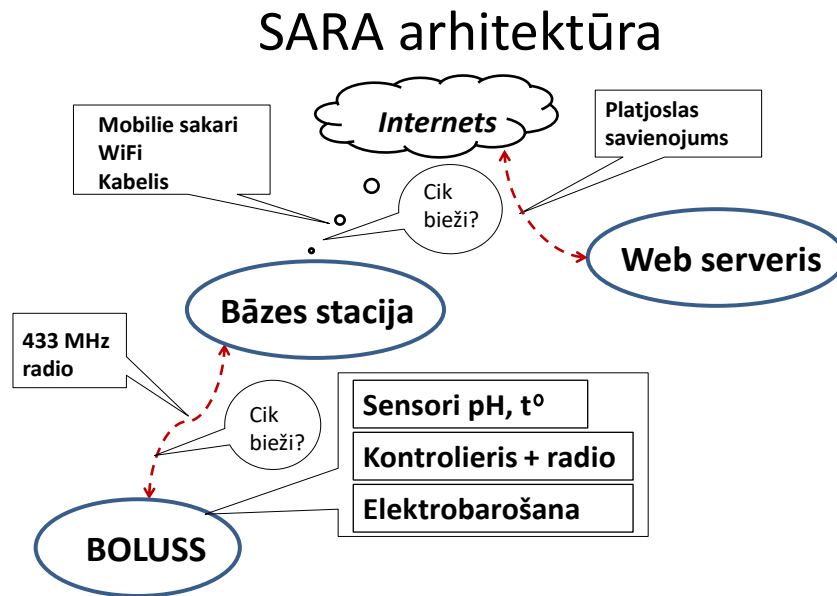 SARA arhitektūra
Mobilie sakari
WiFi
Kabelis
Internets
Platjoslas
savienojums
Cik
bieži?
Web serveris
Bāzes stacija
433 MHz
radio
Cik
bieži?
Sensori pH, tº
Kontrolieris + radio
Elektrobarošana
BOLUSS